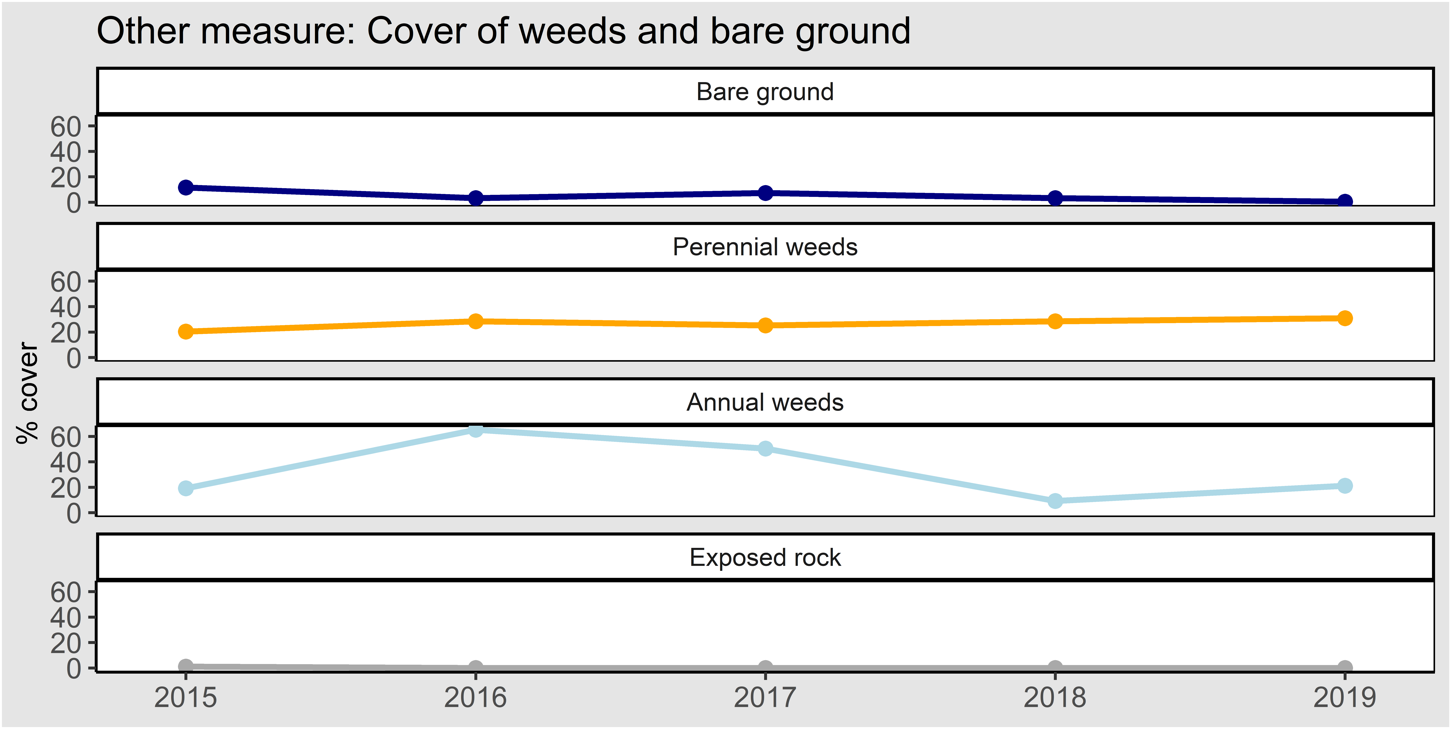 Other measure: Cover of weeds and bare ground
Bare ground
60
40
20
0
Perennial weeds
60
40
20
0
% cover
Annual weeds
60
40
20
0
Exposed rock
60
40
20
0
2015 2016 2017 2018 2019